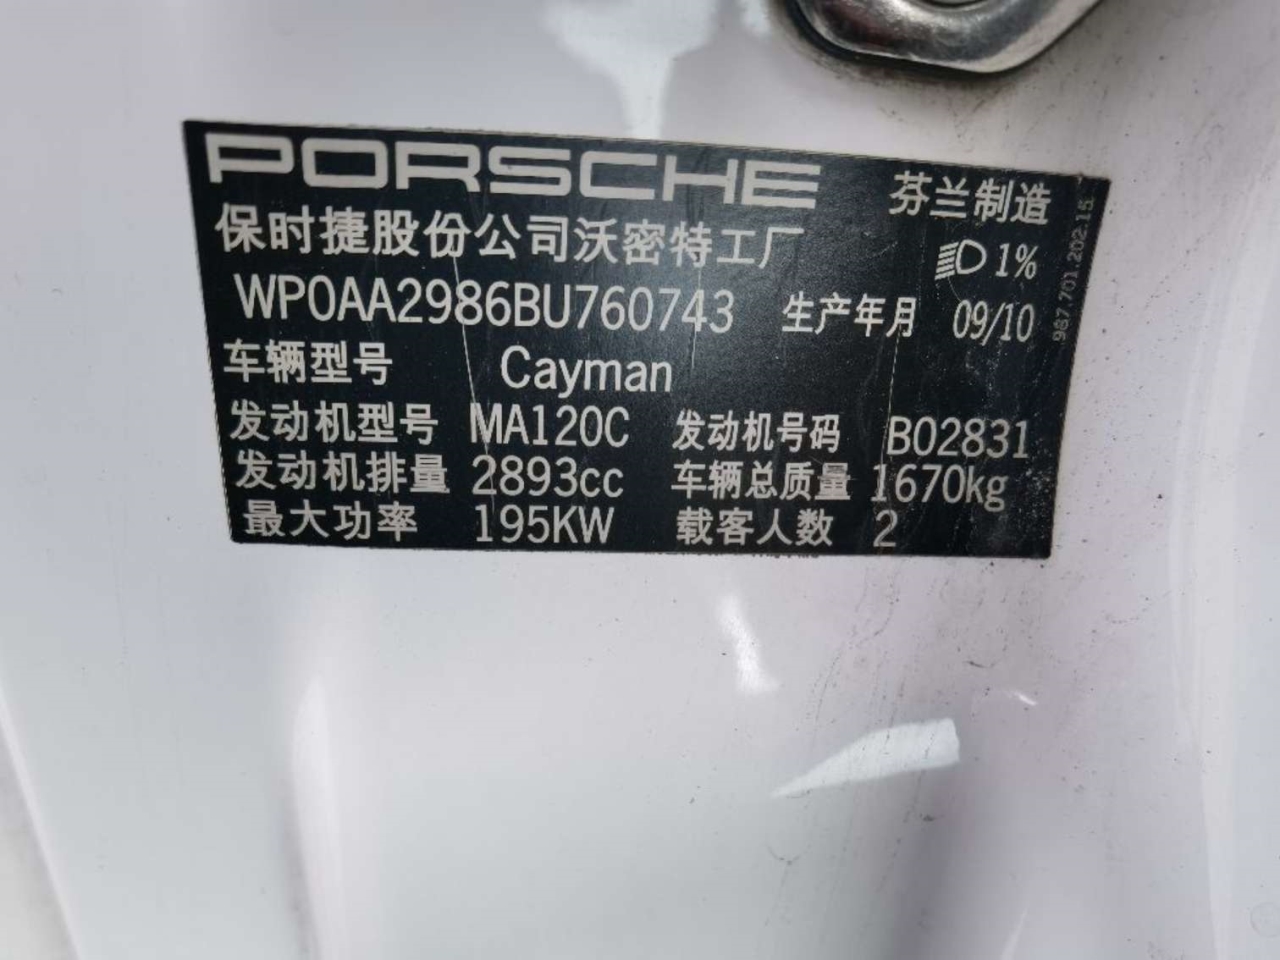 PORSCHE 芬兰制造
保时捷股份公司沃密特工厂 1%
WP0AA2986BU760743 生产年月 09/10
车辆型号 Cayman
发动机型号 MA120C 发动机号码 B02831
发动机排量 2893cc 车辆总质量 1670kg
最大功率 195KW 载客人数 2
987.701.202.15